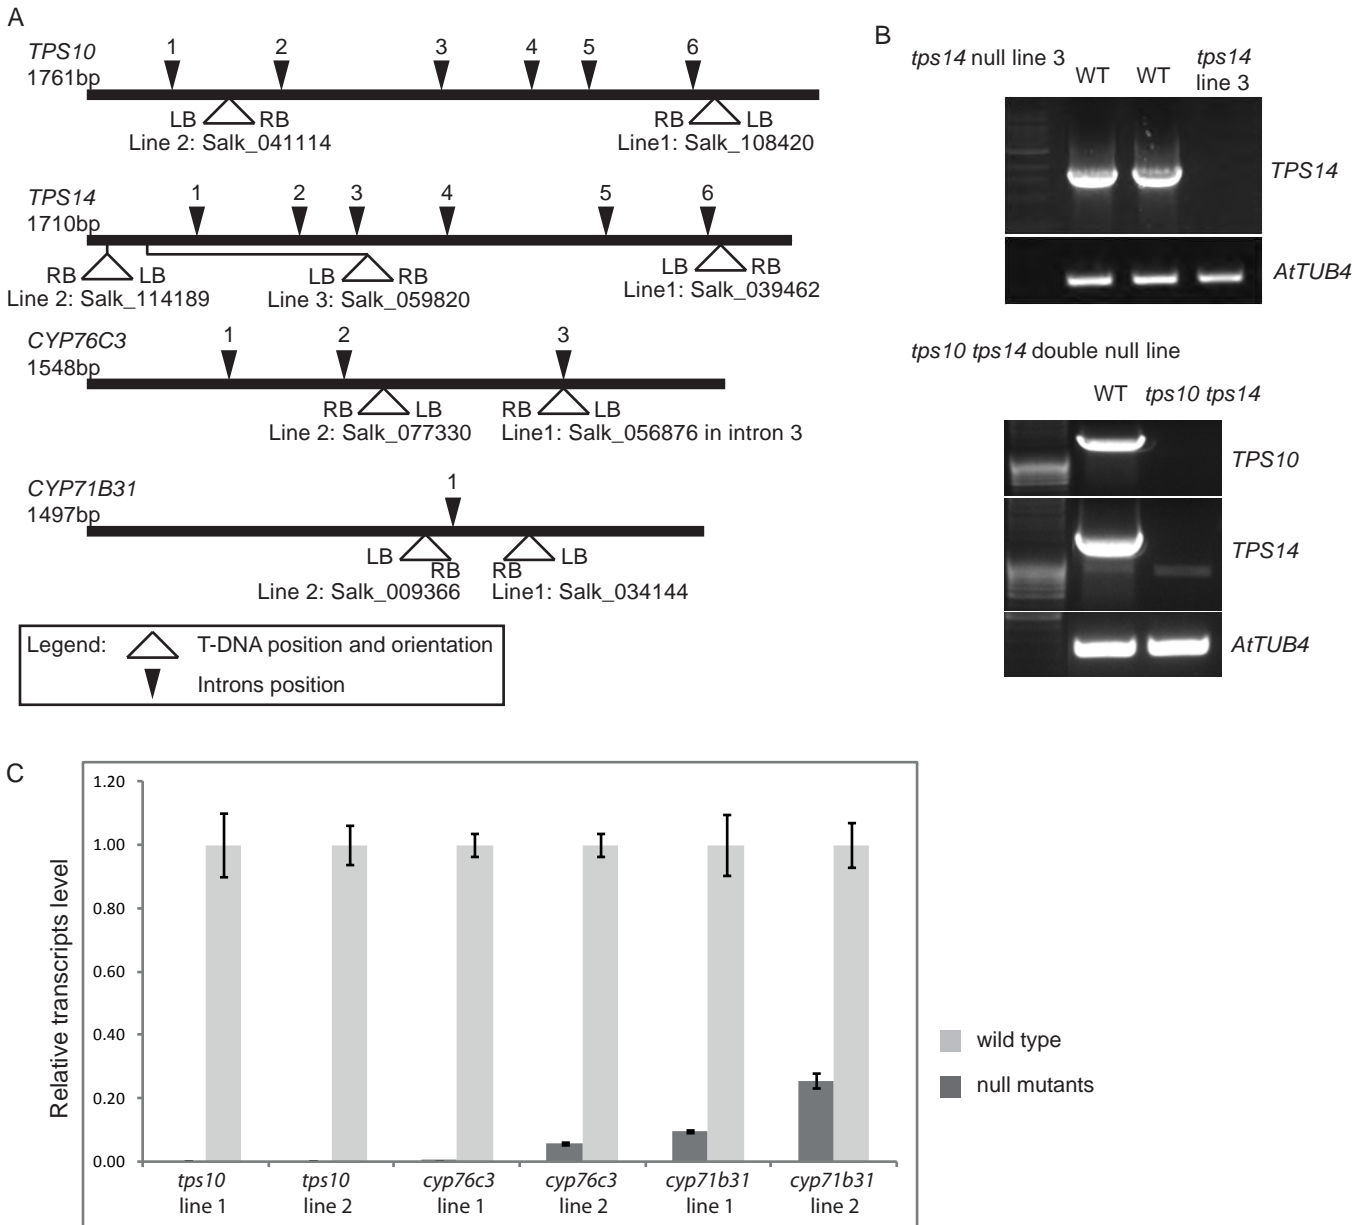 A
TPS10
1761bp
1 2 3 4 5 6
LB RB
Line 2: Salk_041114
RB LB
Line1: Salk_108420
TPS14
1710bp
1 2 3 4 5 6
RB LB
Line 2: Salk_114189
LB RB
Line 3: Salk_059820
LB RB
Line1: Salk_039462
CYP76C3
1548bp
1 2 3
RB LB
Line 2: Salk_077330
RB LB
Line1: Salk_056876 in intron 3
CYP71B31
1497bp
1
LB RB
Line 2: Salk_009366
RB LB
Line1: Salk_034144
Legend:
T-DNA position and orientation
Introns position
B
tps14 null line 3
WT WT tps14
line 3
TPS14
AtTUB4
tps10 tps14 double null line
WT tps10 tps14
TPS10
TPS14
AtTUB4
C
Relative transcripts level
1.20
1.00
0.80
0.60
0.40
0.20
0.00
tps10
line 1
tps10
line 2
cyp76c3
line 1
cyp76c3
line 2
cyp71b31
line 1
cyp71b31
line 2
wild type
null mutants